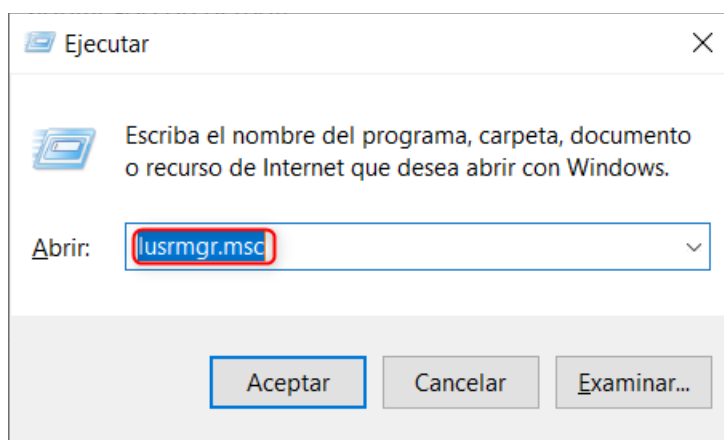 Ejecutar
Escriba el nombre del programa, carpeta, documento
o recurso de Internet que desea abrir con Windows.
Abrir: lusrmgr.msc
Aceptar Cancelar Examinar...